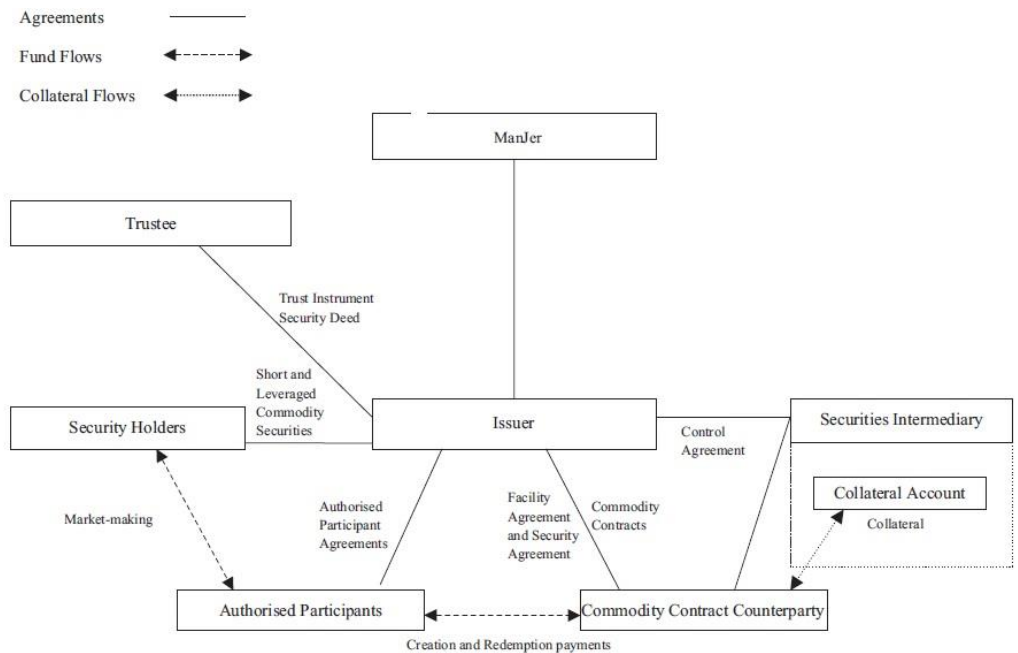 Agreements
Fund Flows
Collateral Flows
ManJer
Trustee
Trust Instrument
Security Deed
Short and
Leveraged
Commodity
Securities
Security Holders
Issuer
Control
Agreement
Securities Intermediary
Collateral Account
Collateral
Market-making
Authorised
Participant
Agreements
Facility
Agreement
and Security
Agreement
Commodity
Contracts
Authorised Participants
Commodity Contract Counterparty
Creation and Redemption payments